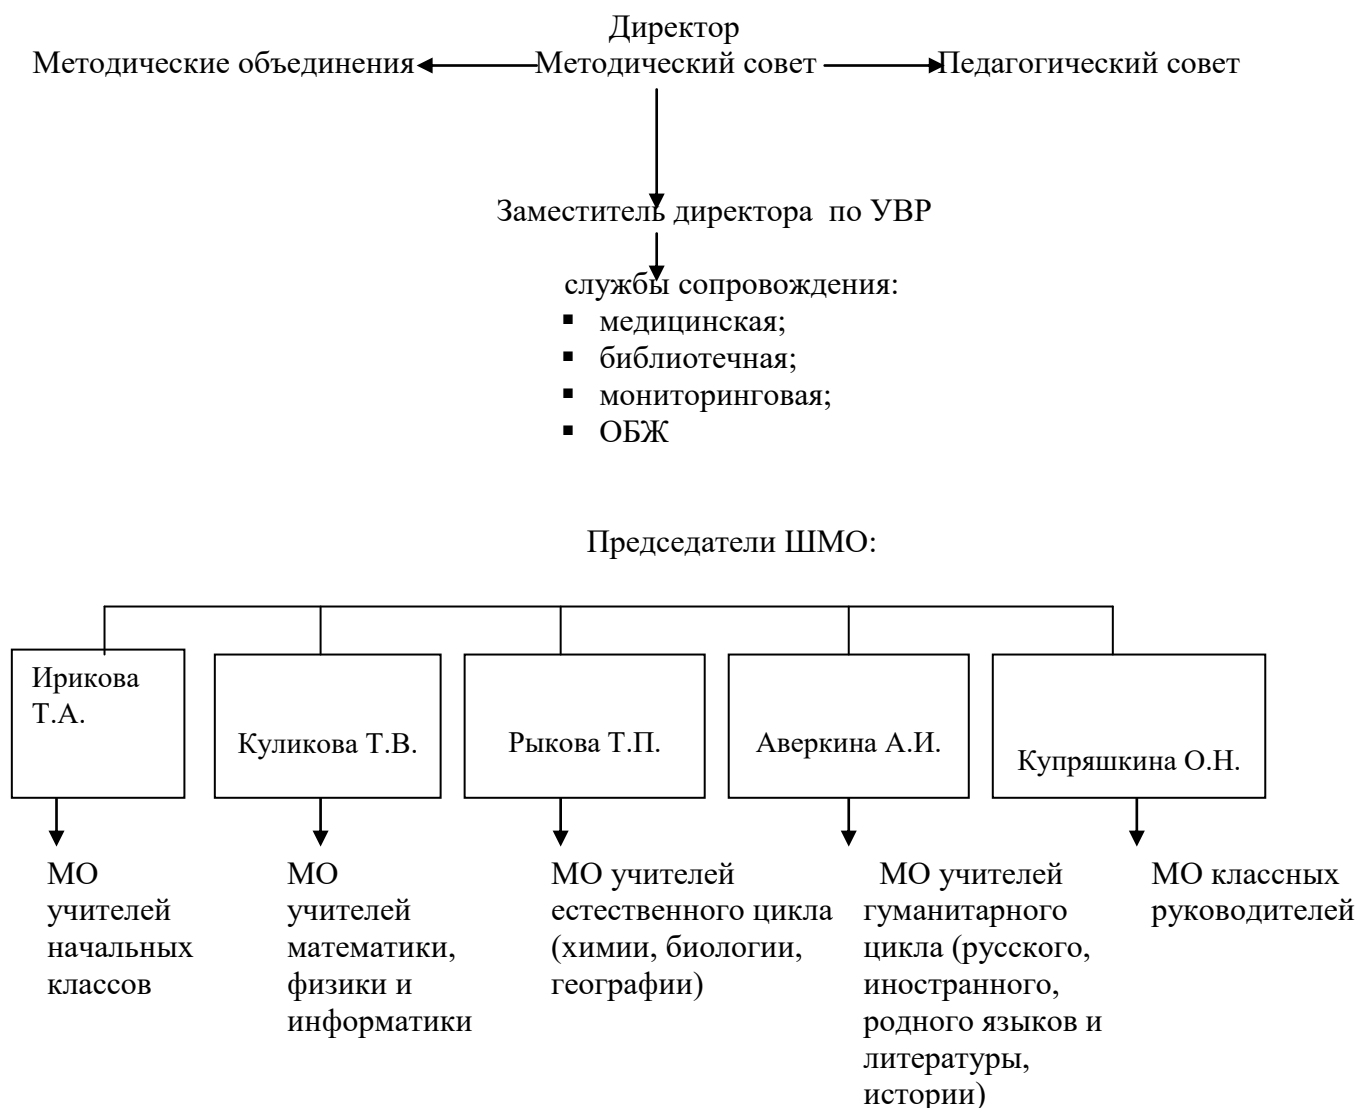 Директор
Методические объединения Методический совет Педагогический совет
Заместитель директора по УВР
службы сопровождения:
▪ медицинская;
▪ библиотечная;
▪ мониторинговая;
▪ ОБЖ
Председатели ШМО:
Ирикова
Т.А.
Куликова Т.В.
Рыкова Т.П.
Аверкина А.И.
Купряшкина О.Н.
МО
учителей
начальных
классов
МО
учителей
математики,
физики и
информатики
МО учителей
естественного цикла
(химии, биологии,
географии)
МО учителей
гуманитарного
цикла (русского,
иностранного,
родного языков и
литературы,
истории)
МО классных
руководителей